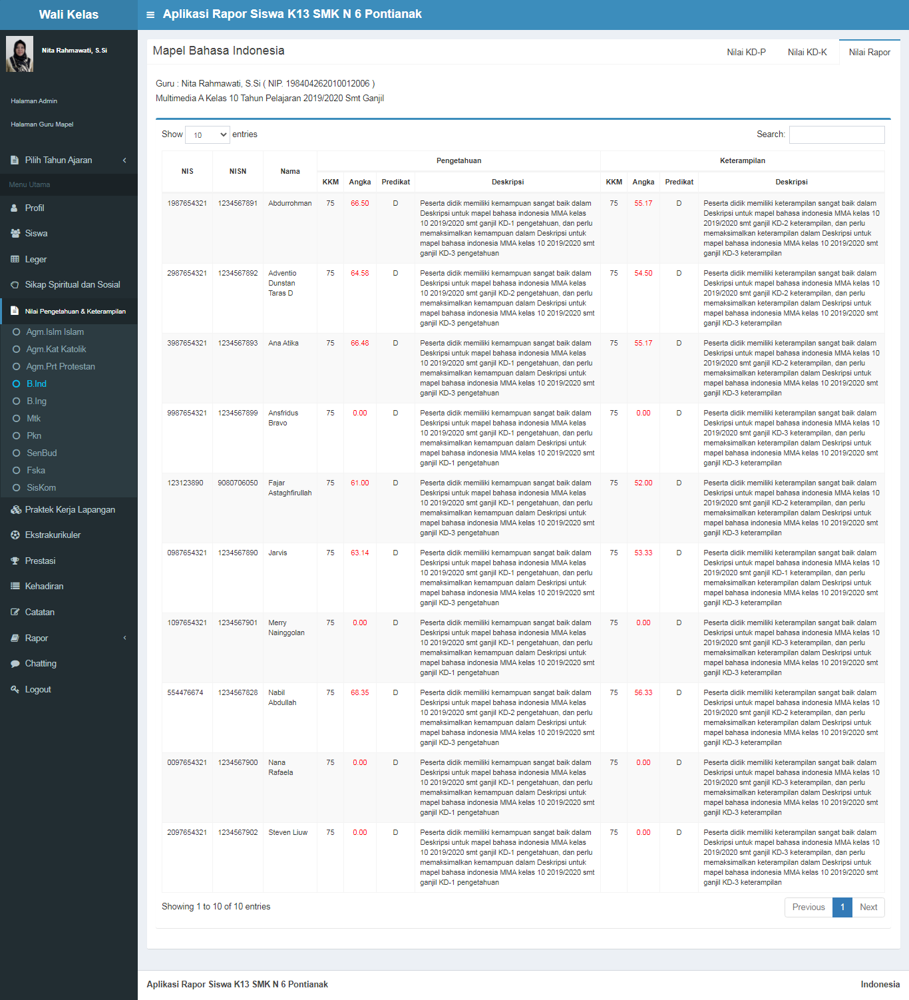 Wali Kelas
Aplikasi Rapor Siswa K13 SMK N 6 Pontianak
Nita Rahmawati, S.Si
Halaman Admin
Halaman Guru Mapel
Pilih Tahun Ajaran
Menu Utama
Profil
Siswa
Leger
Sikap Spiritual dan Sosial
Nilai Pengetahuan & Keterampilan
Agm.Islm Islam
Agm.Kat Katolik
Agm.Prt Protestan
B.Ind
B.Ing
Mtk
Pkn
SenBud
Fska
SisKom
Praktek Kerja Lapangan
Ekstrakurikuler
Prestasi
Kehadiran
Catatan
Rapor
Chatting
Logout
Mapel Bahasa Indonesia
Nilai KD-P Nilai KD-K Nilai Rapor
Guru : Nita Rahmawati, S.Si ( NIP. 198404262010012006 )
Multimedia A Kelas 10 Tahun Pelajaran 2019/2020 Smt Ganjil
Show 10 entries Search:
NIS NISN Nama Pengetahuan Keterampilan
KKM Angka Predikat Deskripsi KKM Angka Predikat Deskripsi
1987654321 1234567891 Abdurrohman 75 66.50 D Peserta didik memiliki kemampuan sangat baik dalam 75 55.17 D Peserta didik memiliki keterampilan sangat baik dalam
Deskripsi untuk mapel bahasa indonesia MMA kelas Deskripsi untuk mapel bahasa indonesia MMA kelas 10
10 2019/2020 smt ganjil KD-1 pengetahuan, dan perlu 2019/2020 smt ganjil KD-2 keterampilan, dan perlu
memaksimalkan kemampuan dalam Deskripsi untuk memaksimalkan keterampilan dalam Deskripsi untuk
mapel bahasa indonesia MMA kelas 10 2019/2020 smt mapel bahasa indonesia MMA kelas 10 2019/2020 smt
ganjil KD-3 pengetahuan ganjil KD-3 keterampilan
2987654321 1234567892 Adventio 75 64.58 D Peserta didik memiliki kemampuan sangat baik dalam 75 54.50 D Peserta didik memiliki keterampilan sangat baik dalam
Dunstan Deskripsi untuk mapel bahasa indonesia MMA kelas Deskripsi untuk mapel bahasa indonesia MMA kelas 10
Taras D 10 2019/2020 smt ganjil KD-2 pengetahuan, dan perlu 2019/2020 smt ganjil KD-2 keterampilan, dan perlu
memaksimalkan kemampuan dalam Deskripsi untuk memaksimalkan keterampilan dalam Deskripsi untuk
mapel bahasa indonesia MMA kelas 10 2019/2020 smt mapel bahasa indonesia MMA kelas 10 2019/2020 smt
ganjil KD-3 pengetahuan ganjil KD-3 keterampilan
3987654321 1234567893 Ana Atika 75 66.48 D Peserta didik memiliki kemampuan sangat baik dalam 75 55.17 D Peserta didik memiliki keterampilan sangat baik dalam
Deskripsi untuk mapel bahasa indonesia MMA kelas Deskripsi untuk mapel bahasa indonesia MMA kelas 10
10 2019/2020 smt ganjil KD-1 pengetahuan, dan perlu 2019/2020 smt ganjil KD-2 keterampilan, dan perlu
memaksimalkan kemampuan dalam Deskripsi untuk memaksimalkan keterampilan dalam Deskripsi untuk
mapel bahasa indonesia MMA kelas 10 2019/2020 smt mapel bahasa indonesia MMA kelas 10 2019/2020 smt
ganjil KD-3 pengetahuan ganjil KD-3 keterampilan
9987654321 1234567899 Ansfridus 75 0.00 D Peserta didik memiliki kemampuan sangat baik dalam 75 0.00 D Peserta didik memiliki keterampilan sangat baik dalam
Bravo Deskripsi untuk mapel bahasa indonesia MMA kelas Deskripsi untuk mapel bahasa indonesia MMA kelas 10
10 2019/2020 smt ganjil KD-1 pengetahuan, dan perlu 2019/2020 smt ganjil KD-3 keterampilan, dan perlu
memaksimalkan kemampuan dalam Deskripsi untuk memaksimalkan keterampilan dalam Deskripsi untuk
mapel bahasa indonesia MMA kelas 10 2019/2020 smt mapel bahasa indonesia MMA kelas 10 2019/2020 smt
ganjil KD-1 pengetahuan ganjil KD-3 keterampilan
123123890 9080706050 Fajar 75 61.00 D Peserta didik memiliki kemampuan sangat baik dalam 75 52.00 D Peserta didik memiliki keterampilan sangat baik dalam
Astaghfirullah Deskripsi untuk mapel bahasa indonesia MMA kelas Deskripsi untuk mapel bahasa indonesia MMA kelas 10
10 2019/2020 smt ganjil KD-1 pengetahuan, dan perlu 2019/2020 smt ganjil KD-2 keterampilan, dan perlu
memaksimalkan kemampuan dalam Deskripsi untuk memaksimalkan keterampilan dalam Deskripsi untuk
mapel bahasa indonesia MMA kelas 10 2019/2020 smt mapel bahasa indonesia MMA kelas 10 2019/2020 smt
ganjil KD-3 pengetahuan ganjil KD-3 keterampilan
0987654321 1234567890 Jarvis 75 63.14 D Peserta didik memiliki kemampuan sangat baik dalam 75 53.33 D Peserta didik memiliki keterampilan sangat baik dalam
Deskripsi untuk mapel bahasa indonesia MMA kelas Deskripsi untuk mapel bahasa indonesia MMA kelas 10
10 2019/2020 smt ganjil KD-1 pengetahuan, dan perlu 2019/2020 smt ganjil KD-1 keterampilan, dan perlu
memaksimalkan kemampuan dalam Deskripsi untuk memaksimalkan keterampilan dalam Deskripsi untuk
mapel bahasa indonesia MMA kelas 10 2019/2020 smt mapel bahasa indonesia MMA kelas 10 2019/2020 smt
ganjil KD-3 pengetahuan ganjil KD-3 keterampilan
1097654321 1234567901 Merry 75 0.00 D Peserta didik memiliki kemampuan sangat baik dalam 75 0.00 D Peserta didik memiliki keterampilan sangat baik dalam
Nainggolan Deskripsi untuk mapel bahasa indonesia MMA kelas Deskripsi untuk mapel bahasa indonesia MMA kelas 10
10 2019/2020 smt ganjil KD-1 pengetahuan, dan perlu 2019/2020 smt ganjil KD-3 keterampilan, dan perlu
memaksimalkan kemampuan dalam Deskripsi untuk memaksimalkan keterampilan dalam Deskripsi untuk
mapel bahasa indonesia MMA kelas 10 2019/2020 smt mapel bahasa indonesia MMA kelas 10 2019/2020 smt
ganjil KD-1 pengetahuan ganjil KD-3 keterampilan
554476674 1234567828 Nabil 75 68.35 D Peserta didik memiliki kemampuan sangat baik dalam 75 56.33 D Peserta didik memiliki keterampilan sangat baik dalam
Abdullah Deskripsi untuk mapel bahasa indonesia MMA kelas Deskripsi untuk mapel bahasa indonesia MMA kelas 10
10 2019/2020 smt ganjil KD-2 pengetahuan, dan perlu 2019/2020 smt ganjil KD-2 keterampilan, dan perlu
memaksimalkan kemampuan dalam Deskripsi untuk memaksimalkan keterampilan dalam Deskripsi untuk
mapel bahasa indonesia MMA kelas 10 2019/2020 smt mapel bahasa indonesia MMA kelas 10 2019/2020 smt
ganjil KD-3 pengetahuan ganjil KD-3 keterampilan
0097654321 1234567900 Nana 75 0.00 D Peserta didik memiliki kemampuan sangat baik dalam 75 0.00 D Peserta didik memiliki keterampilan sangat baik dalam
Rafaela Deskripsi untuk mapel bahasa indonesia MMA kelas Deskripsi untuk mapel bahasa indonesia MMA kelas 10
10 2019/2020 smt ganjil KD-1 pengetahuan, dan perlu 2019/2020 smt ganjil KD-3 keterampilan, dan perlu
memaksimalkan kemampuan dalam Deskripsi untuk memaksimalkan keterampilan dalam Deskripsi untuk
mapel bahasa indonesia MMA kelas 10 2019/2020 smt mapel bahasa indonesia MMA kelas 10 2019/2020 smt
ganjil KD-1 pengetahuan ganjil KD-3 keterampilan
2097654321 1234567902 Steven Liuw 75 0.00 D Peserta didik memiliki kemampuan sangat baik dalam 75 0.00 D Peserta didik memiliki keterampilan sangat baik dalam
Deskripsi untuk mapel bahasa indonesia MMA kelas Deskripsi untuk mapel bahasa indonesia MMA kelas 10
10 2019/2020 smt ganjil KD-1 pengetahuan, dan perlu 2019/2020 smt ganjil KD-3 keterampilan, dan perlu
memaksimalkan kemampuan dalam Deskripsi untuk memaksimalkan keterampilan dalam Deskripsi untuk
mapel bahasa indonesia MMA kelas 10 2019/2020 smt mapel bahasa indonesia MMA kelas 10 2019/2020 smt
ganjil KD-1 pengetahuan ganjil KD-3 keterampilan
Showing 1 to 10 of 10 entries Previous 1 Next
Aplikasi Rapor Siswa K13 SMK N 6 Pontianak Indonesia